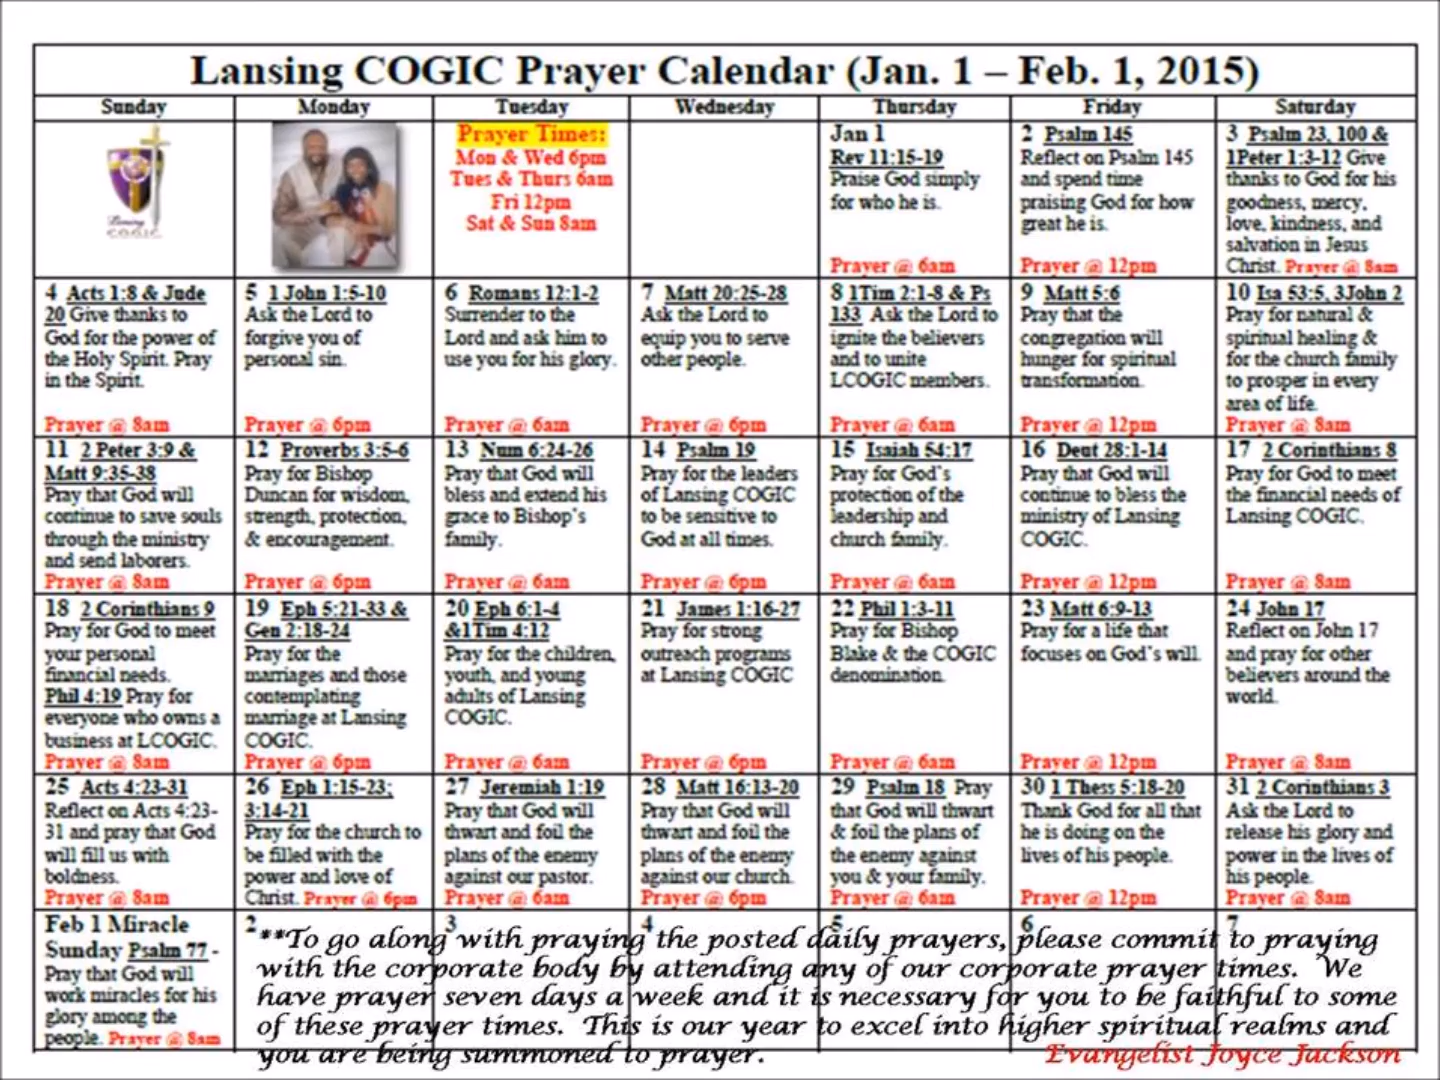 Lansing COGIC Prayer Calendar (Jan. 1 – Feb. 1, 2015)
Sunday Monday Tuesday Wednesday Thursday Friday Saturday
Lansing
COGIC
Prayer Times:
Mon & Wed 6pm
Tues & Thurs 6am
Fri 12pm
Sat & Sun 8am
Jan 1
Rev 11:15-19
Praise God simply
for who he is.
Prayer @ 6am
2 Psalm 145
Reflect on Psalm 145
and spend time
praising God for how
great he is.
Prayer @ 12pm
3 Psalm 23, 100 &
1Peter 1:3-12 Give
thanks to God for his
goodness, mercy,
love, kindness, and
salvation in Jesus
Christ. Prayer @ 8am
4 Acts 1:8 & Jude
20 Give thanks to
God for the power of
the Holy Spirit. Pray
in the Spirit.
Prayer @ 8am
5 1 John 1:5-10
Ask the Lord to
forgive you of
personal sin.
Prayer @ 6pm
6 Romans 12:1-2
Surrender to the
Lord and ask him to
use you for his glory.
Prayer @ 6am
7 Matt 20:25-28
Ask the Lord to
equip you to serve
other people.
Prayer @ 6pm
8 1Tim 2:1-8 & Ps
133 Ask the Lord to
ignite the believers
and to unite
LCOGIC members.
Prayer @ 6am
9 Matt 5:6
Pray that the
congregation will
hunger for spiritual
transformation.
Prayer @ 12pm
10 Isa 53:5, 3John 2
Pray for natural &
spiritual healing &
for the church family
to prosper in every
area of life.
Prayer @ 8am
11 2 Peter 3:9 &
Matt 9:35-38
Pray that God will
continue to save souls
through the ministry
and send laborers.
Prayer @ 8am
12 Proverbs 3:5-6
Pray for Bishop
Duncan for wisdom,
strength, protection,
& encouragement.
Prayer @ 6pm
13 Num 6:24-26
Pray that God will
bless and extend his
grace to Bishop's
family.
Prayer @ 6am
14 Psalm 19
Pray for the leaders
of Lansing COGIC
to be sensitive to
God at all times.
Prayer @ 6pm
15 Isaiah 54:17
Pray for God's
protection of the
leadership and
church family.
Prayer @ 6am
16 Deut 28:1-14
Pray that God will
continue to bless the
ministry of Lansing
COGIC.
Prayer @ 12pm
17 2 Corinthians 8
Pray for God to meet
the financial needs of
Lansing COGIC.
Prayer @ 8am
18 2 Corinthians 9
Pray for God to meet
your personal
financial needs.
Phil 4:19 Pray for
everyone who owns a
business at LCOGIC.
Prayer @ 8am
19 Eph 5:21-33 &
Gen 2:18-24
Pray for the
marriages and those
contemplating
marriage at Lansing
COGIC.
Prayer @ 6pm
20 Eph 6:1-4
&1Tim 4:12
Pray for the children,
youth, and young
adults of Lansing
COGIC.
Prayer @ 6am
21 James 1:16-27
Pray for strong
outreach programs
at Lansing COGIC
Prayer @ 6pm
22 Phil 1:3-11
Pray for Bishop
Blake & the COGIC
denomination.
Prayer @ 6am
23 Matt 6:9-13
Pray for a life that
focuses on God's will.
Prayer @ 12pm
24 John 17
Reflect on John 17
and pray for other
believers around the
world.
Prayer @ 8am
25 Acts 4:23-31
Reflect on Acts 4:23-
31 and pray that God
will fill us with
boldness.
Prayer @ 8am
26 Eph 1:15-23;
3:14-21
Pray for the church to
be filled with the
power and love of
Christ. Prayer @ 6pm
27 Jeremiah 1:19
Pray that God will
thwart and foil the
plans of the enemy
against our pastor.
Prayer @ 6am
28 Matt 16:13-20
Pray that God will
thwart and foil the
plans of the enemy
against our church.
Prayer @ 6pm
29 Psalm 18 Pray
that God will thwart
& foil the plans of
the enemy against
you & your family.
Prayer @ 6am
30 1 Thess 5:18-20
Thank God for all that
he is doing on the
lives of his people.
Prayer @ 12pm
31 2 Corinthians 3
Ask the Lord to
release his glory and
power in the lives of
his people.
Prayer @ 8am
Feb 1 Miracle
Sunday Psalm 77 -
Pray that God will
work miracles for his
glory among the
people. Prayer @ 8am
2 3 4 5 6 7
**To go along with praying the posted daily prayers, please commit to praying
with the corporate body by attending any of our corporate prayer times. We
have prayer seven days a week and it is necessary for you to be faithful to some
of these prayer times. This is our year to excel into higher spiritual realms and
you are being summoned to prayer.
Evangelist Joyce Jackson